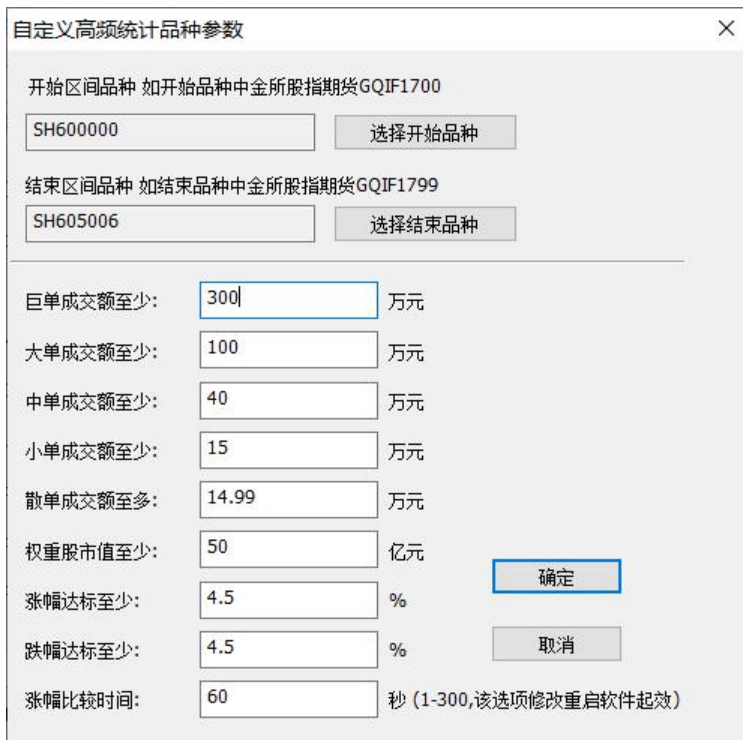 自定义高频统计品种参数
开始区间品种 如开始品种中金所股指期货GQIF1700
SH600000 选择开始品种
结束区间品种 如结束品种中金所股指期货GQIF1799
SH605006 选择结束品种
巨单成交额至少: 300 万元
大单成交额至少: 100 万元
中单成交额至少: 40 万元
小单成交额至少: 15 万元
散单成交额至多: 14.99 万元
权重股市值至少: 50 亿元
确定
涨幅达标至少: 4.5 %
跌幅达标至少: 4.5 % 取消
涨幅比较时间: 60 秒 (1-300,该选项修改重启软件起效)